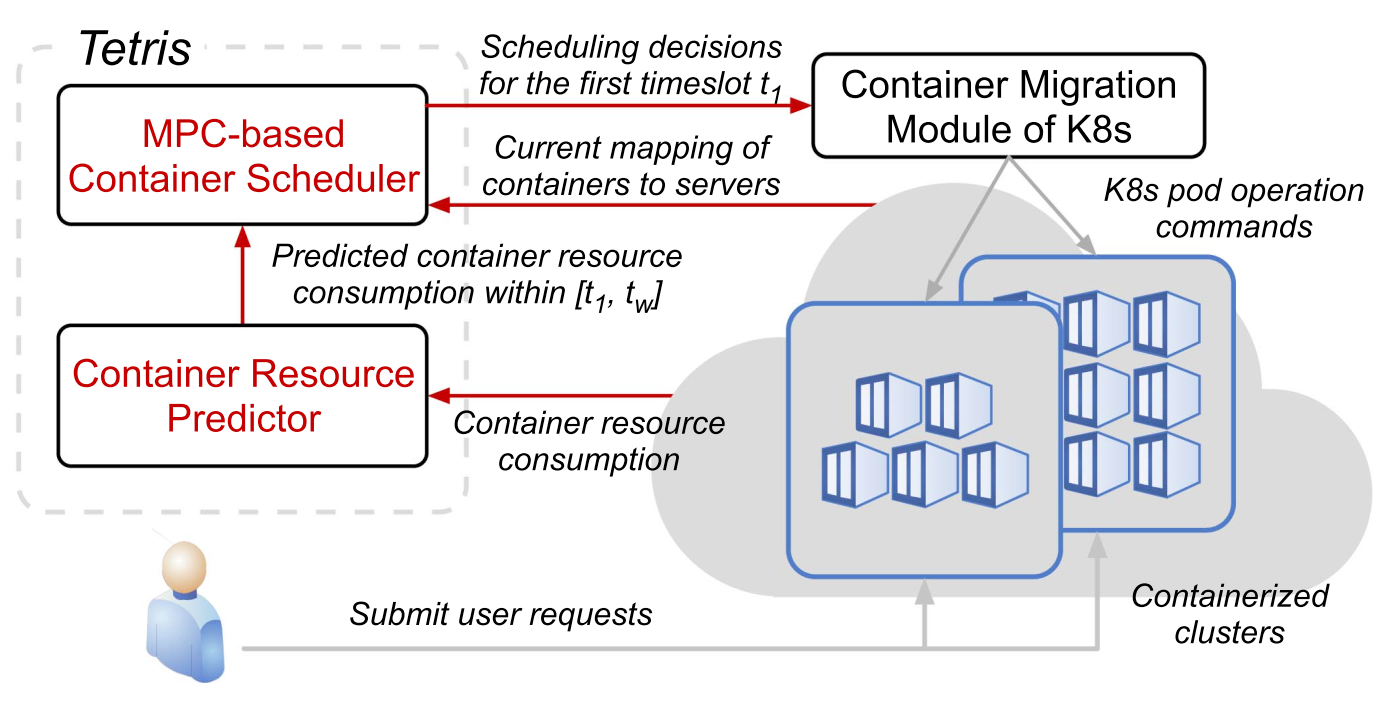 Tetris
MPC-based
Container Scheduler
Scheduling decisions
for the first timeslot t1
Container Migration
Module of K8s
Current mapping of
containers to servers
K8s pod operation
commands
Predicted container resource
consumption within [t1, tw]
Container Resource
Predictor
Container resource
consumption
Submit user requests
Containerized
clusters